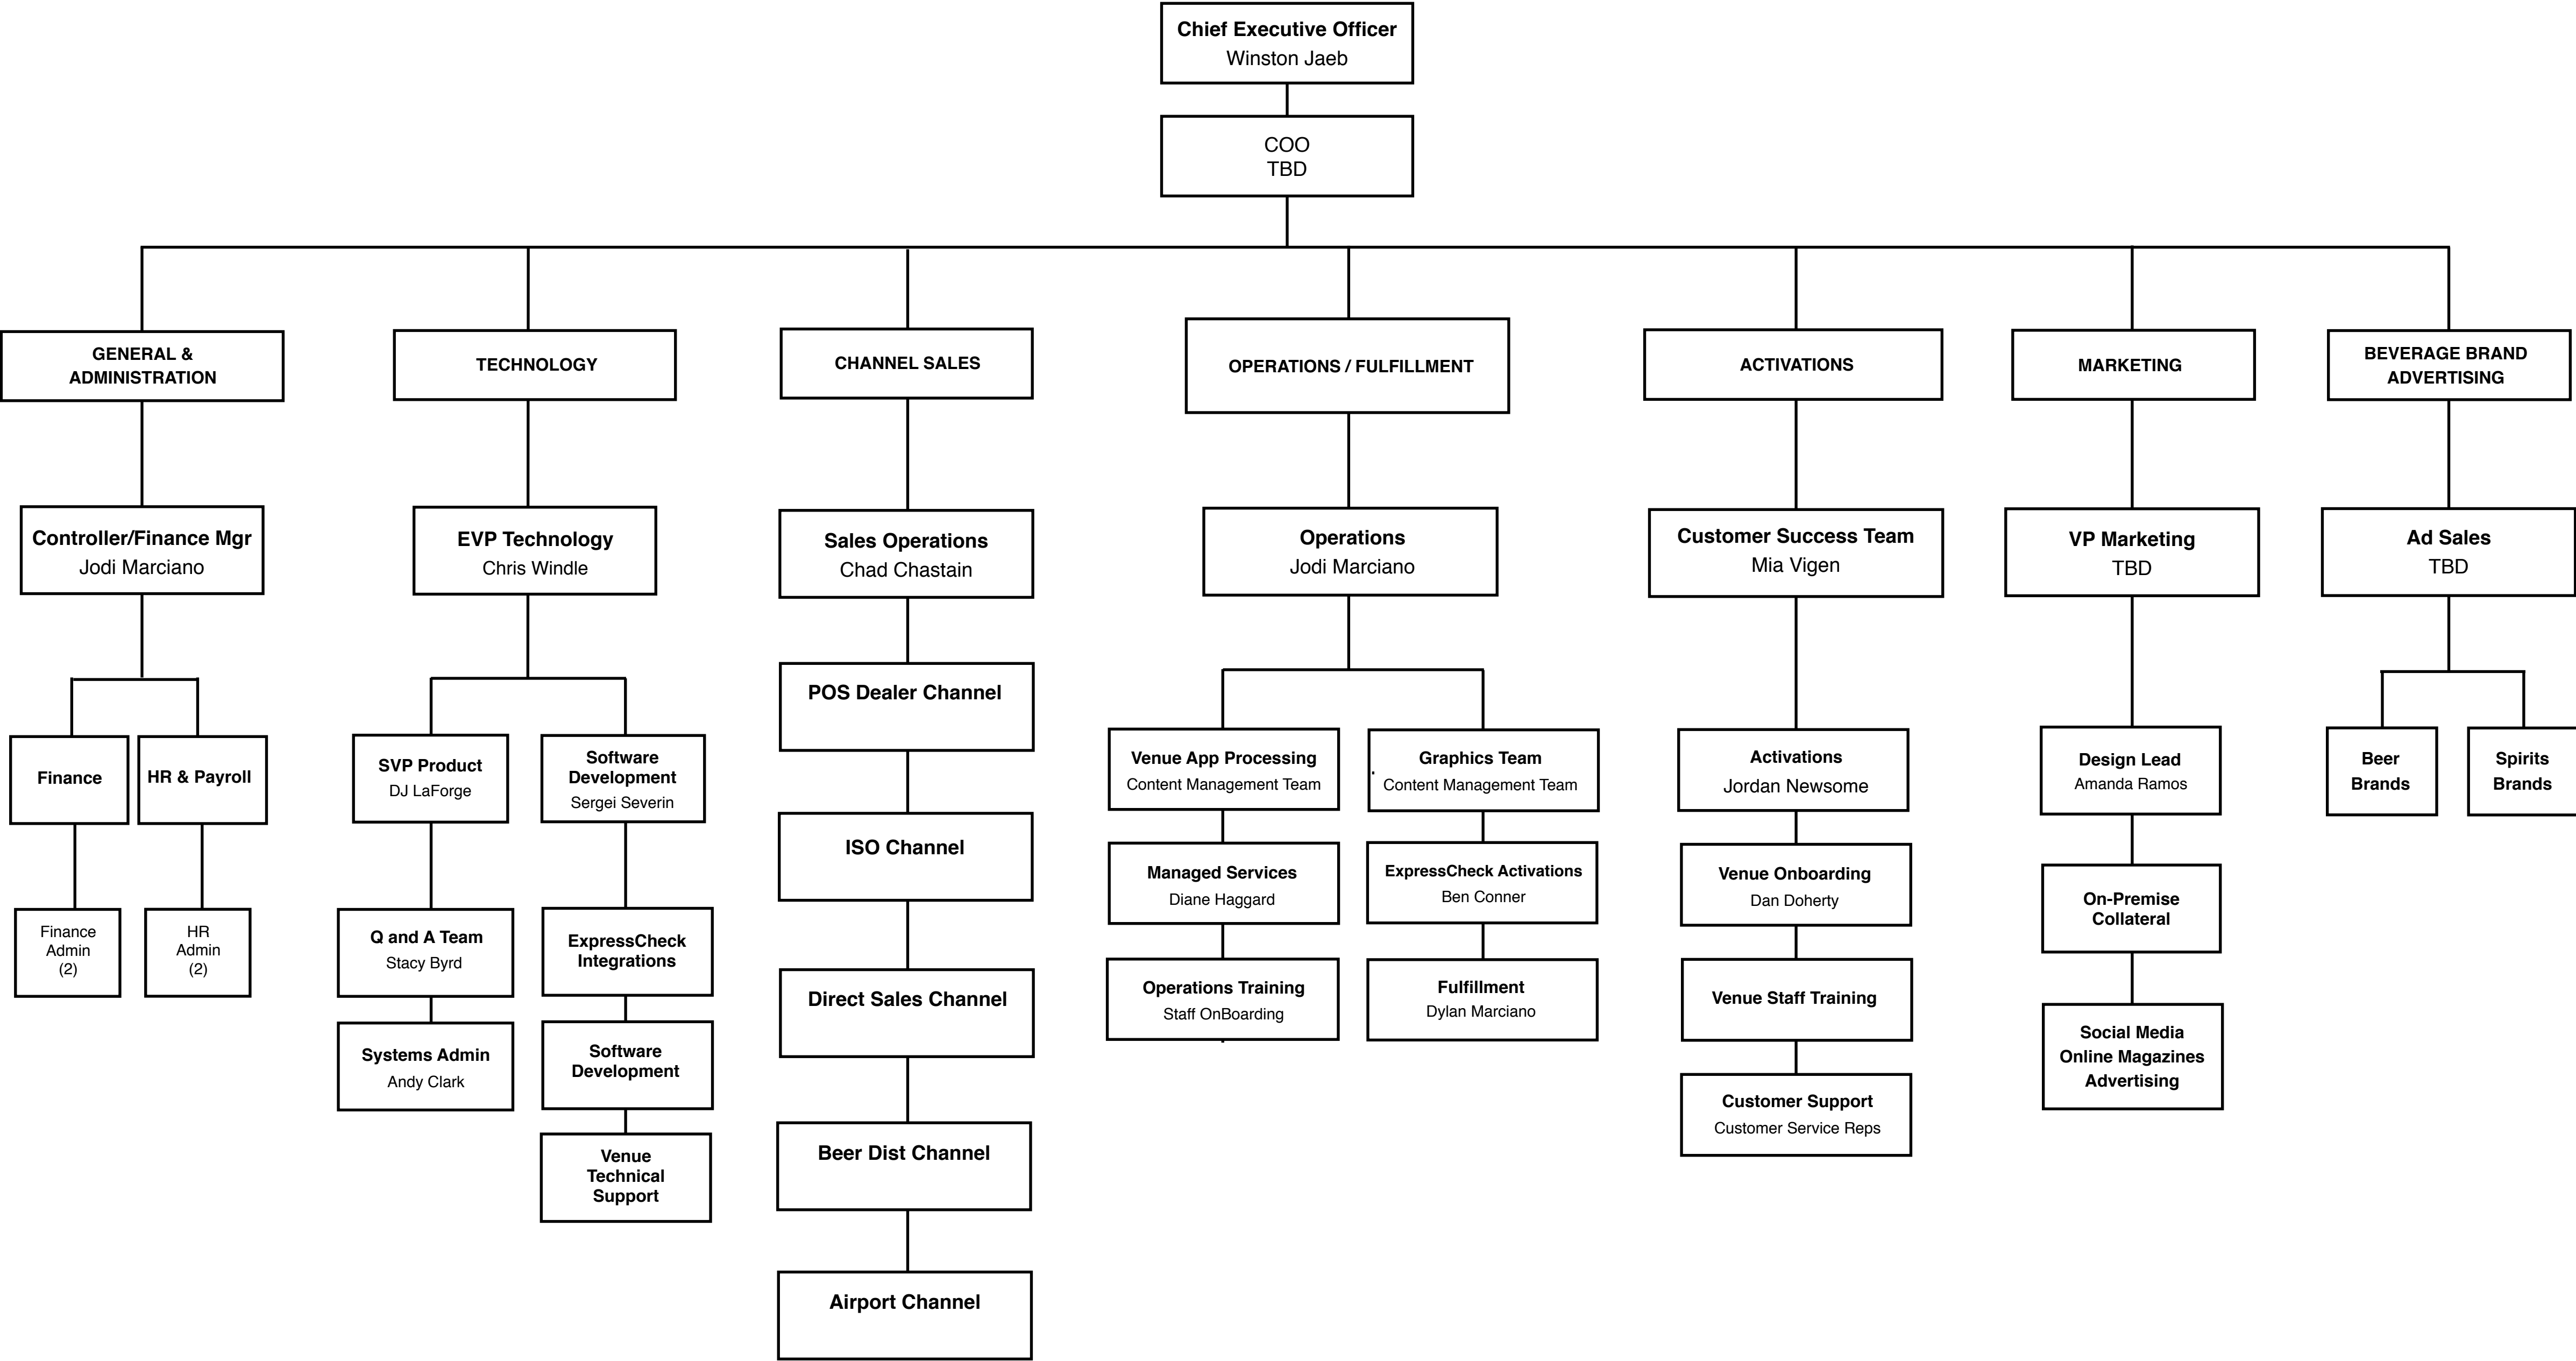 Chief Executive Officer
Winston Jaeb
COO
TBD
GENERAL &
ADMINISTRATION
TECHNOLOGY
CHANNEL SALES
OPERATIONS / FULFILLMENT
ACTIVATIONS
MARKETING
BEVERAGE BRAND
ADVERTISING
Controller/Finance Mgr
Jodi Marciano
EVP Technology
Chris Windle
Sales Operations
Chad Chastain
Operations
Jodi Marciano
Customer Success Team
Mia Vigen
VP Marketing
TBD
Ad Sales
TBD
Finance
HR & Payroll
Finance
Admin
(2)
HR
Admin
(2)
SVP Product
DJ LaForge
Software
Development
Sergei Severin
Q and A Team
Stacy Byrd
ExpressCheck
Integrations
Systems Admin
Andy Clark
Software
Development
Venue
Technical
Support
POS Dealer Channel
ISO Channel
Direct Sales Channel
Beer Dist Channel
Airport Channel
Venue App Processing
Content Management Team
Graphics Team
Content Management Team
Managed Services
Diane Haggard
ExpressCheck Activations
Ben Conner
Operations Training
Staff OnBoarding
Fulfillment
Dylan Marciano
Activations
Jordan Newsome
Venue Onboarding
Dan Doherty
Venue Staff Training
Customer Support
Customer Service Reps
Design Lead
Amanda Ramos
On-Premise
Collateral
Social Media
Online Magazines
Advertising
Beer
Brands
Spirits
Brands